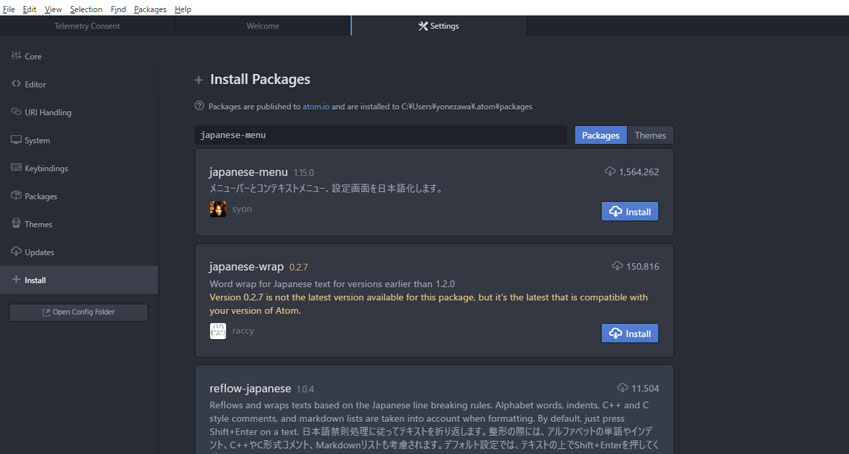 File Edit View Selection Find Packages Help
Telemetry Consent Welcome Settings
Core
Editor
URI Handling
System
Keybindings
Packages
Themes
Updates
Install
Open Config Folder
Install Packages
Packages are published to atom.io and are installed to C:¥Users¥yonezawa¥.atom¥packages
japanese-menu Packages Themes
japanese-menu 1.15.0 1,564,262
メニューバーとコンテキストメニュー、設定画面を日本語化します。
syon Install
japanese-wrap 0.2.7 150,816
Word wrap for Japanese text for versions earlier than 1.2.0
Version 0.2.7 is not the latest version available for this package, but it's the latest that is compatible with
your version of Atom.
raccy Install
reflow-japanese 1.0.4 11,504
Reflows and wraps texts based on the Japanese line breaking rules. Alphabet words, indents, C++ and C
style comments, and markdown lists are taken into account when formatting. By default, just press
Shift+Enter on a text. 日本語禁則処理に従ってテキストを折り返します。整形の際には、アルファベットの単語やインデ
ント、C++やC形式コメント、Markdownリストも考慮されます。デフォルト設定では、テキストの上でShift+Enterを押してく